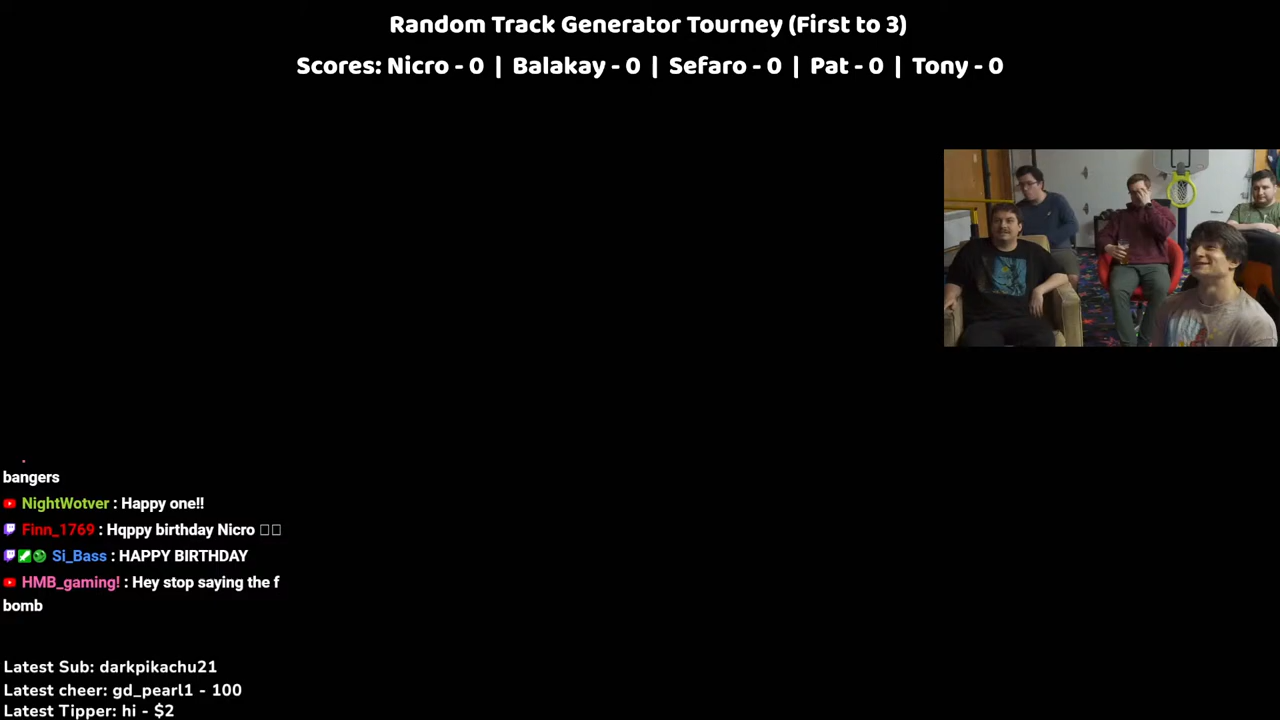 Random Track Generator Tourney (First to 3)
Scores: Nicro - 0 | Balakay - 0 | Sefaro - 0 | Pat - 0 | Tony - 0
bangers
NightWotver : Happy one!!
Finn_1769 : Hqppy birthday Nicro
Si_Bass : HAPPY BIRTHDAY
HMB_gaming! : Hey stop saying the f
bomb
Latest Sub: darkpikachu21
Latest cheer: gd_pearl1 - 100
Latest Tipper: hi - $2